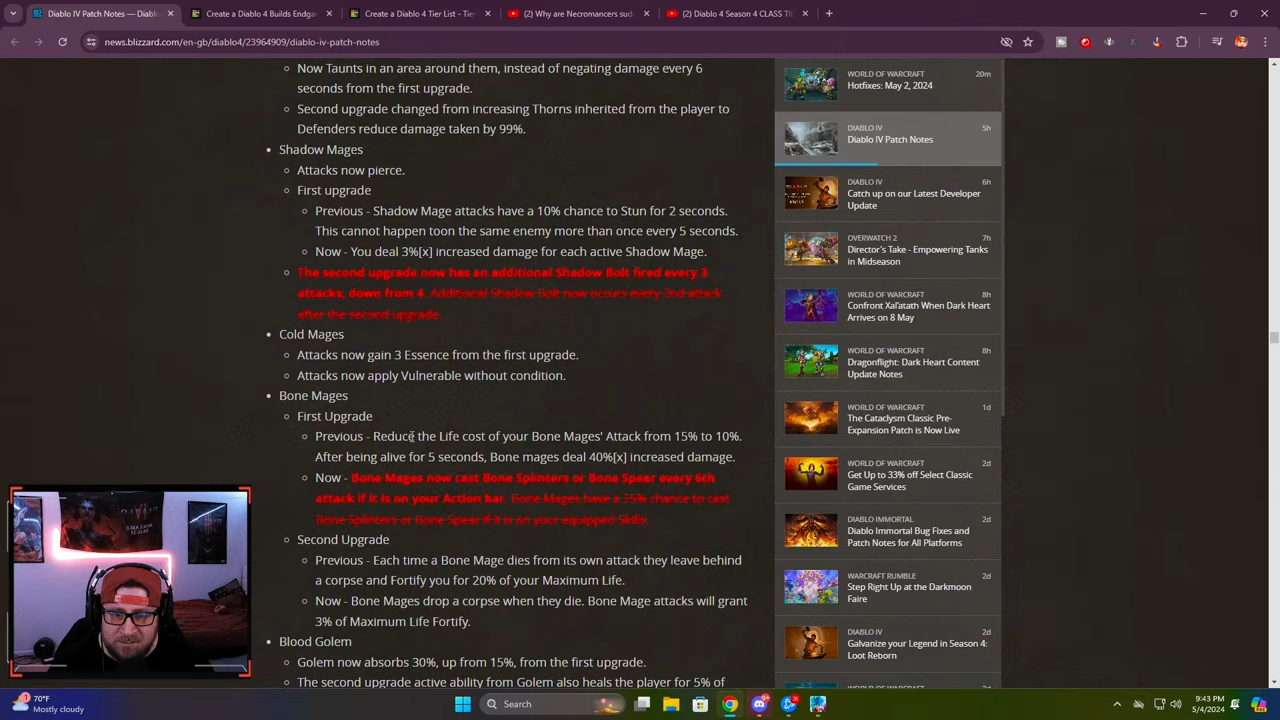 Diablo IV Patch Notes — Diablo
Create a Diablo 4 Builds Endga
Create a Diablo 4 Tier List - Tier
(2) Why are Necromancers sud
(2) Diablo 4 Season 4 CLASS TIE
news.blizzard.com/en-gb/diablo4/23964909/diablo-iv-patch-notes
Now Taunts in an area around them, instead of negating damage every 6
seconds from the first upgrade.
Second upgrade changed from increasing Thorns inherited from the player to
Defenders reduce damage taken by 99%.
Shadow Mages
Attacks now pierce.
First upgrade
Previous - Shadow Mage attacks have a 10% chance to Stun for 2 seconds.
This cannot happen toon the same enemy more than once every 5 seconds.
Now - You deal 3%[x] increased damage for each active Shadow Mage.
The second upgrade now has an additional Shadow Bolt fired every 3
attacks, down from 4. Additional Shadow Bolt now occurs every 2nd attack
after the second upgrade.
Cold Mages
Attacks now gain 3 Essence from the first upgrade.
Attacks now apply Vulnerable without condition.
Bone Mages
First Upgrade
Previous - Reduce the Life cost of your Bone Mages' Attack from 15% to 10%.
After being alive for 5 seconds, Bone mages deal 40%[x] increased damage.
Now - Bone Mages now cast Bone Splinters or Bone Spear every 6th
attack if it is on your Action bar. Bone Mages have a 25% chance to cast
Bone Splinters or Bone Spear if it is on your equipped Skills.
Second Upgrade
Previous - Each time a Bone Mage dies from its own attack they leave behind
a corpse and Fortify you for 20% of your Maximum Life.
Now - Bone Mages drop a corpse when they die. Bone Mage attacks will grant
3% of Maximum Life Fortify.
Blood Golem
Golem now absorbs 30%, up from 15%, from the first upgrade.
The second upgrade active ability from Golem also heals the player for 5% of
WORLD OF WARCRAFT 20m
Hotfixes: May 2, 2024
DIABLO IV 5h
Diablo IV Patch Notes
DIABLO IV 6h
Catch up on our Latest Developer
Update
OVERWATCH 2 7h
Director's Take - Empowering Tanks
in Midseason
WORLD OF WARCRAFT 8h
Confront Xal'atath When Dark Heart
Arrives on 8 May
WORLD OF WARCRAFT 8h
Dragonflight: Dark Heart Content
Update Notes
WORLD OF WARCRAFT 1d
The Cataclysm Classic Pre-
Expansion Patch is Now Live
WORLD OF WARCRAFT 2d
Get Up to 33% off Select Classic
Game Services
DIABLO IMMORTAL 2d
Diablo Immortal Bug Fixes and
Patch Notes for All Platforms
WARCRAFT RUMBLE 2d
Step Right Up at the Darkmoon
Faire
DIABLO IV 2d
Galvanize your Legend in Season 4:
Loot Reborn
70°F
Mostly cloudy
Search
9:43 PM
5/4/2024